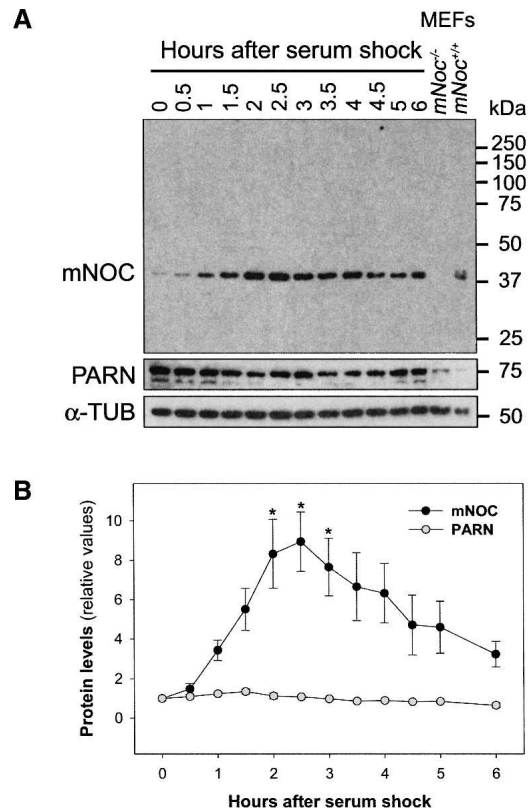 A
MEFs
Hours after serum shock
0 0.5 1 1.5 2 2.5 3 3.5 4 4.5 5 6 mNoc-/- mNoc+/+
kDa
250
150
100
75
50
mNOC
37
25
PARN
75
α-TUB
50
B
10
8
6
4
2
0
Protein levels (relative values)
* * *
mNOC
PARN
0 1 2 3 4 5 6
Hours after serum shock